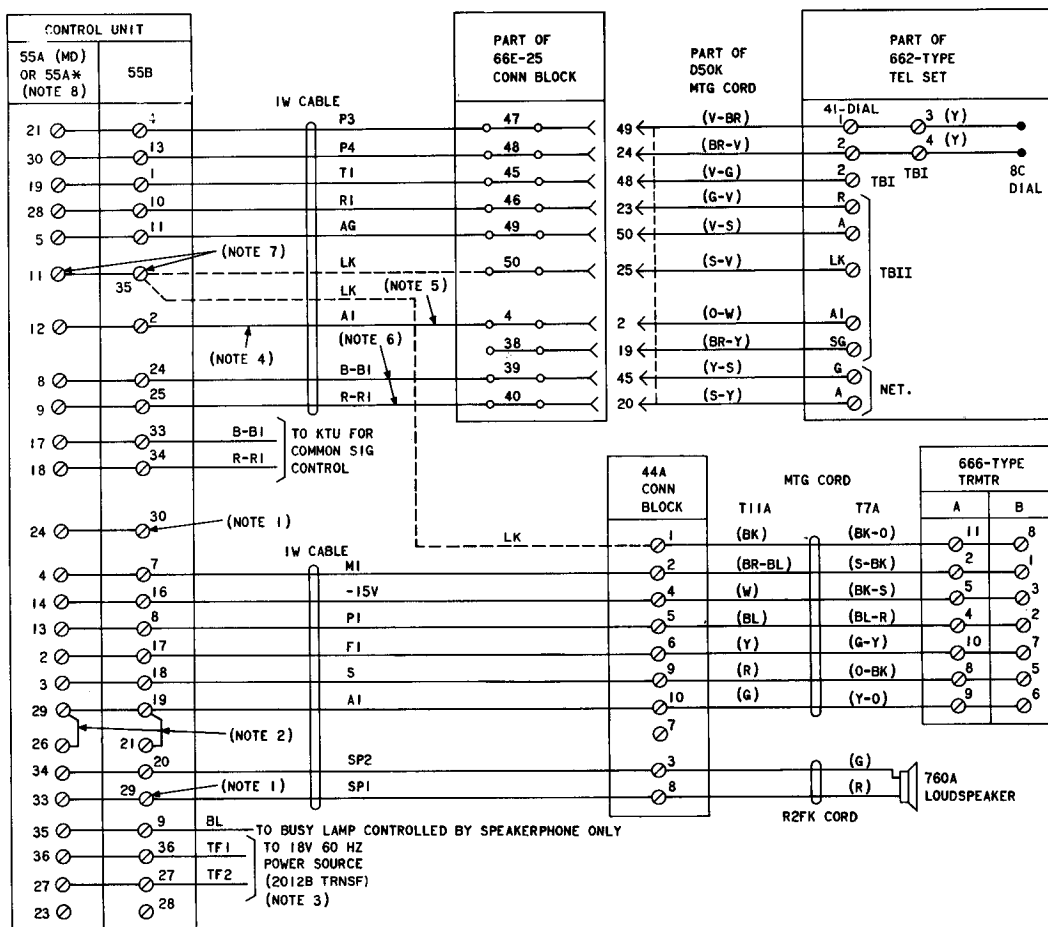 CONTROL UNIT
55A (MD)
OR 55A*
(NOTE 8)
55B
PART OF
66E-25
CONN BLOCK
PART OF
D50K
MTG CORD
PART OF
662-TYPE
TEL SET
1W CABLE
21 4 P3 47 49 (V-BR) 41-DIAL 1 3 (Y)
30 13 P4 48 24 (BR-V) 2 4 (Y)
TBI
8C
DIAL
19 1 T1 45 48 (V-G) 2 TBI
28 10 R1 46 23 (G-V) R
5 11 AG 49 50 (V-S) A
(NOTE 7)
11 35 LK 50 25 (S-V) LK
TBII
LK
(NOTE 5)
12 2 A1 4 2 (O-W) A1
(NOTE 4)
(NOTE 6)
38 19 (BR-Y) SG
8 24 B-B1 39 45 (Y-S) G
9 25 R-R1 40 20 (S-Y) A
NET.
17 33 B-B1
18 34 R-R1
TO KTU FOR
COMMON SIG
CONTROL
44A
CONN
BLOCK
MTG CORD
T11A T7A
666-TYPE
TRMTR
A B
24 30 (NOTE 1)
LK 1 (BK) (BK-O) 11 8
1W CABLE
4 7 M1 2 (BR-BL) (S-BK) 2 1
14 16 -15V 4 (W) (BK-S) 5 3
13 8 P1 5 (BL) (BL-R) 4 2
2 17 F1 6 (Y) (G-Y) 10 7
3 18 S 9 (R) (O-BK) 8 5
29 19 A1 10 (G) (Y-O) 9 6
26 21 (NOTE 2) 7
34 20 SP2 3 (G)
33 29 (NOTE 1) SP1 8 (R)
760A
LOUDSPEAKER
R2FK CORD
35 9 BL TO BUSY LAMP CONTROLLED BY SPEAKERPHONE ONLY
36 36 TF1
27 27 TF2
TO 18V 60 HZ
POWER SOURCE
(2012B TRNSF)
(NOTE 3)
23 28